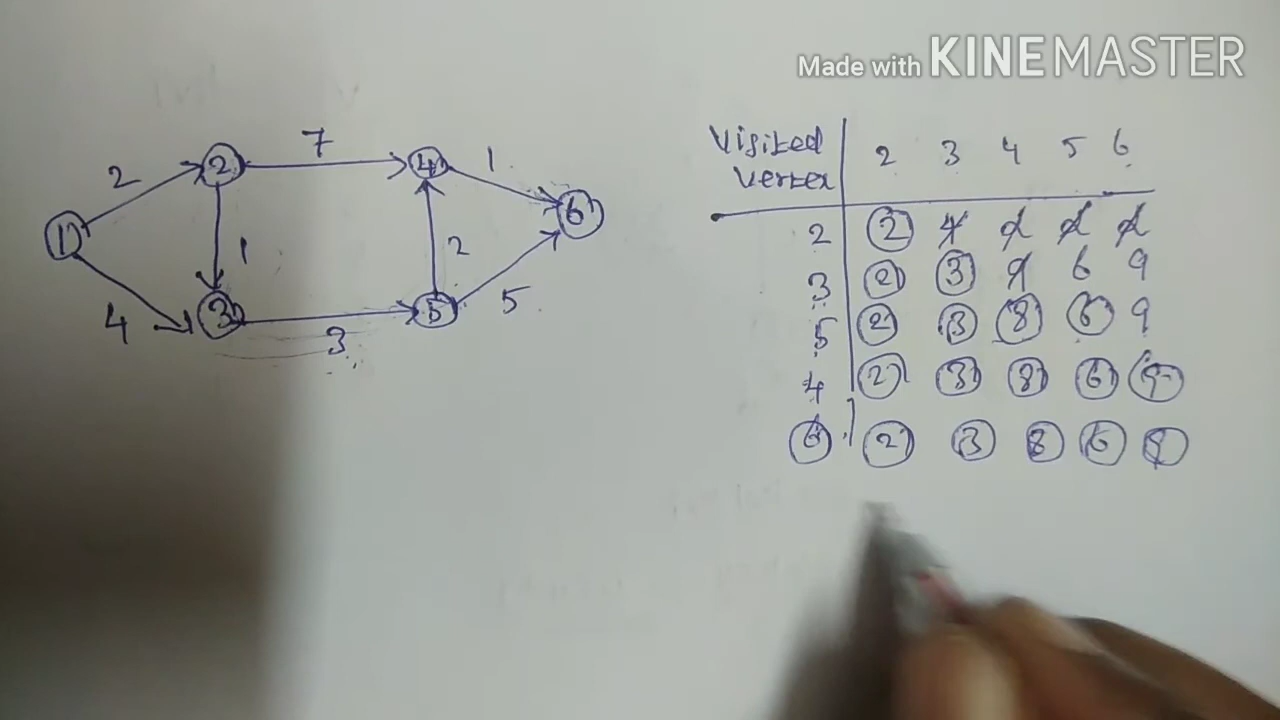 Made with KINEMASTER
7
2
2
4
1
1
6
1
2
4
3
5
5
3
Visited 2 3 4 5 6
Vertex
2 2 4 ∝ ∝ ∝
3 2 3 9 6 9
5 2 3 8 6 9
4 2 3 8 6 9
6 2 3 8 6